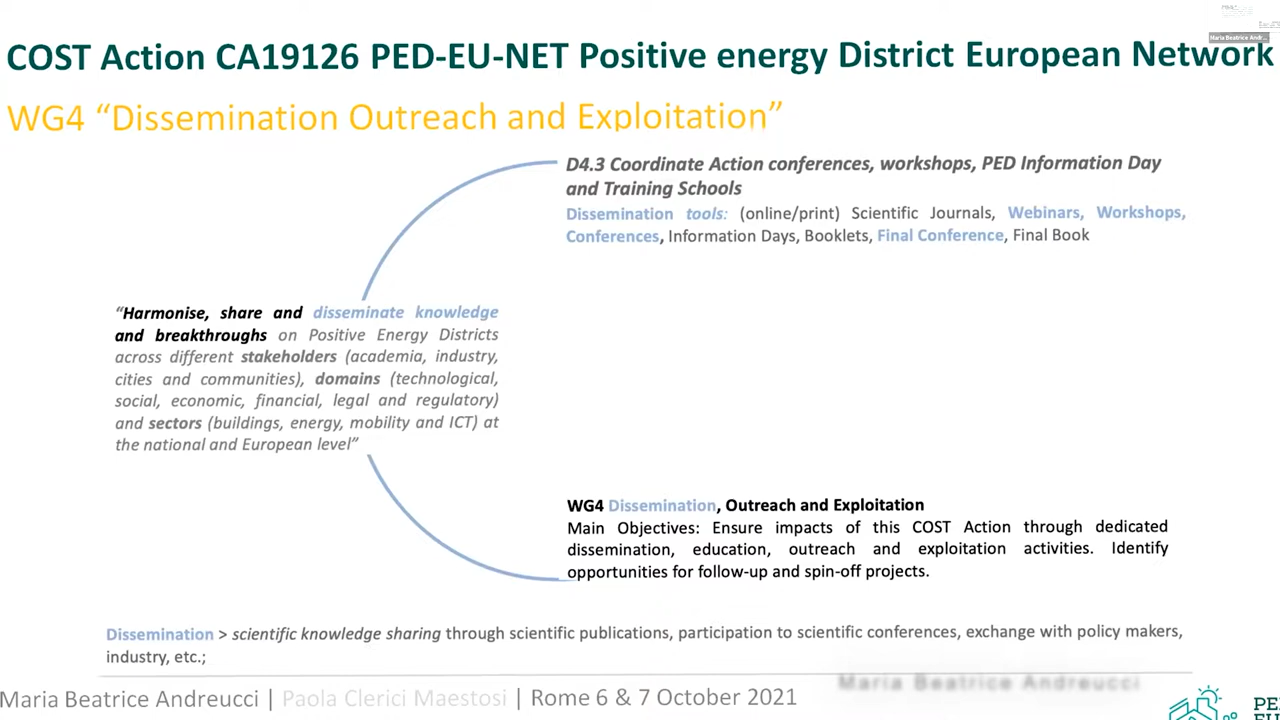 COST Action CA19126 PED-EU-NET Positive energy District European Network
WG4 “Dissemination Outreach and Exploitation”
D4.3 Coordinate Action conferences, workshops, PED Information Day
and Training Schools
Dissemination tools: (online/print) Scientific Journals, Webinars, Workshops,
Conferences, Information Days, Booklets, Final Conference, Final Book
“Harmonise, share and disseminate knowledge
and breakthroughs on Positive Energy Districts
across different stakeholders (academia, industry,
cities and communities), domains (technological,
social, economic, financial, legal and regulatory)
and sectors (buildings, energy, mobility and ICT) at
the national and European level”
WG4 Dissemination, Outreach and Exploitation
Main Objectives: Ensure impacts of this COST Action through dedicated
dissemination, education, outreach and exploitation activities. Identify
opportunities for follow-up and spin-off projects.
Dissemination > scientific knowledge sharing through scientific publications, participation to scientific conferences, exchange with policy makers,
industry, etc.;
Maria Beatrice Andreucci
Maria Beatrice Andreucci | Paola Clerici Maestosi | Rome 6 & 7 October 2021
Maria Beatrice Andr...
PE
EU